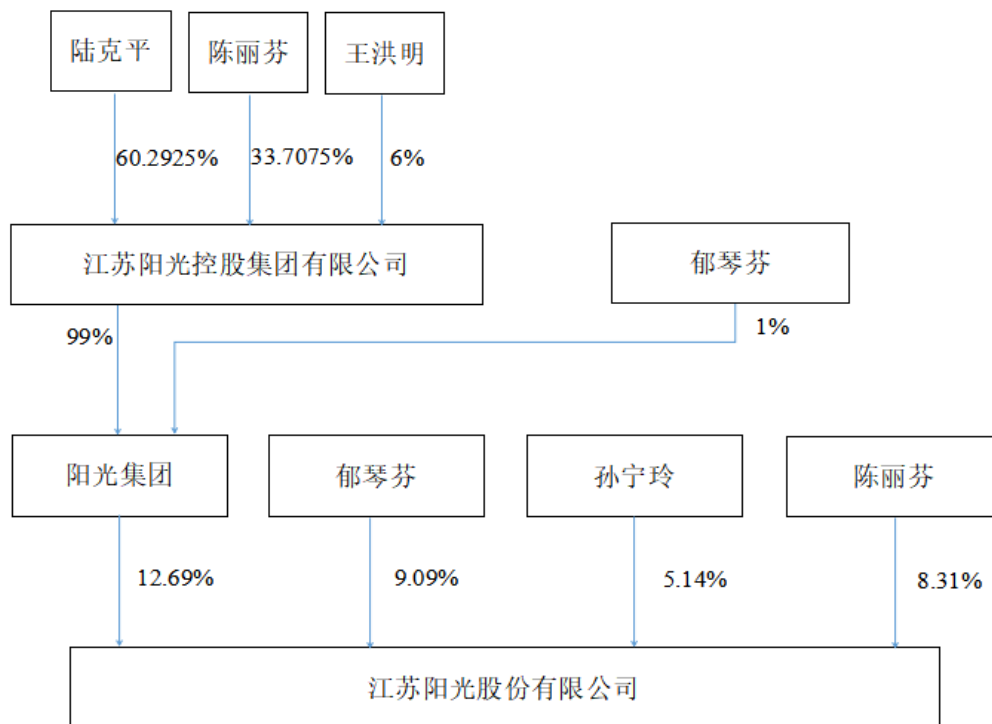 陆克平
陈丽芬
王洪明
60.2925%
33.7075%
6%
江苏阳光控股集团有限公司
郁琴芬
99%
1%
阳光集团
郁琴芬
孙宁玲
陈丽芬
12.69%
9.09%
5.14%
8.31%
江苏阳光股份有限公司